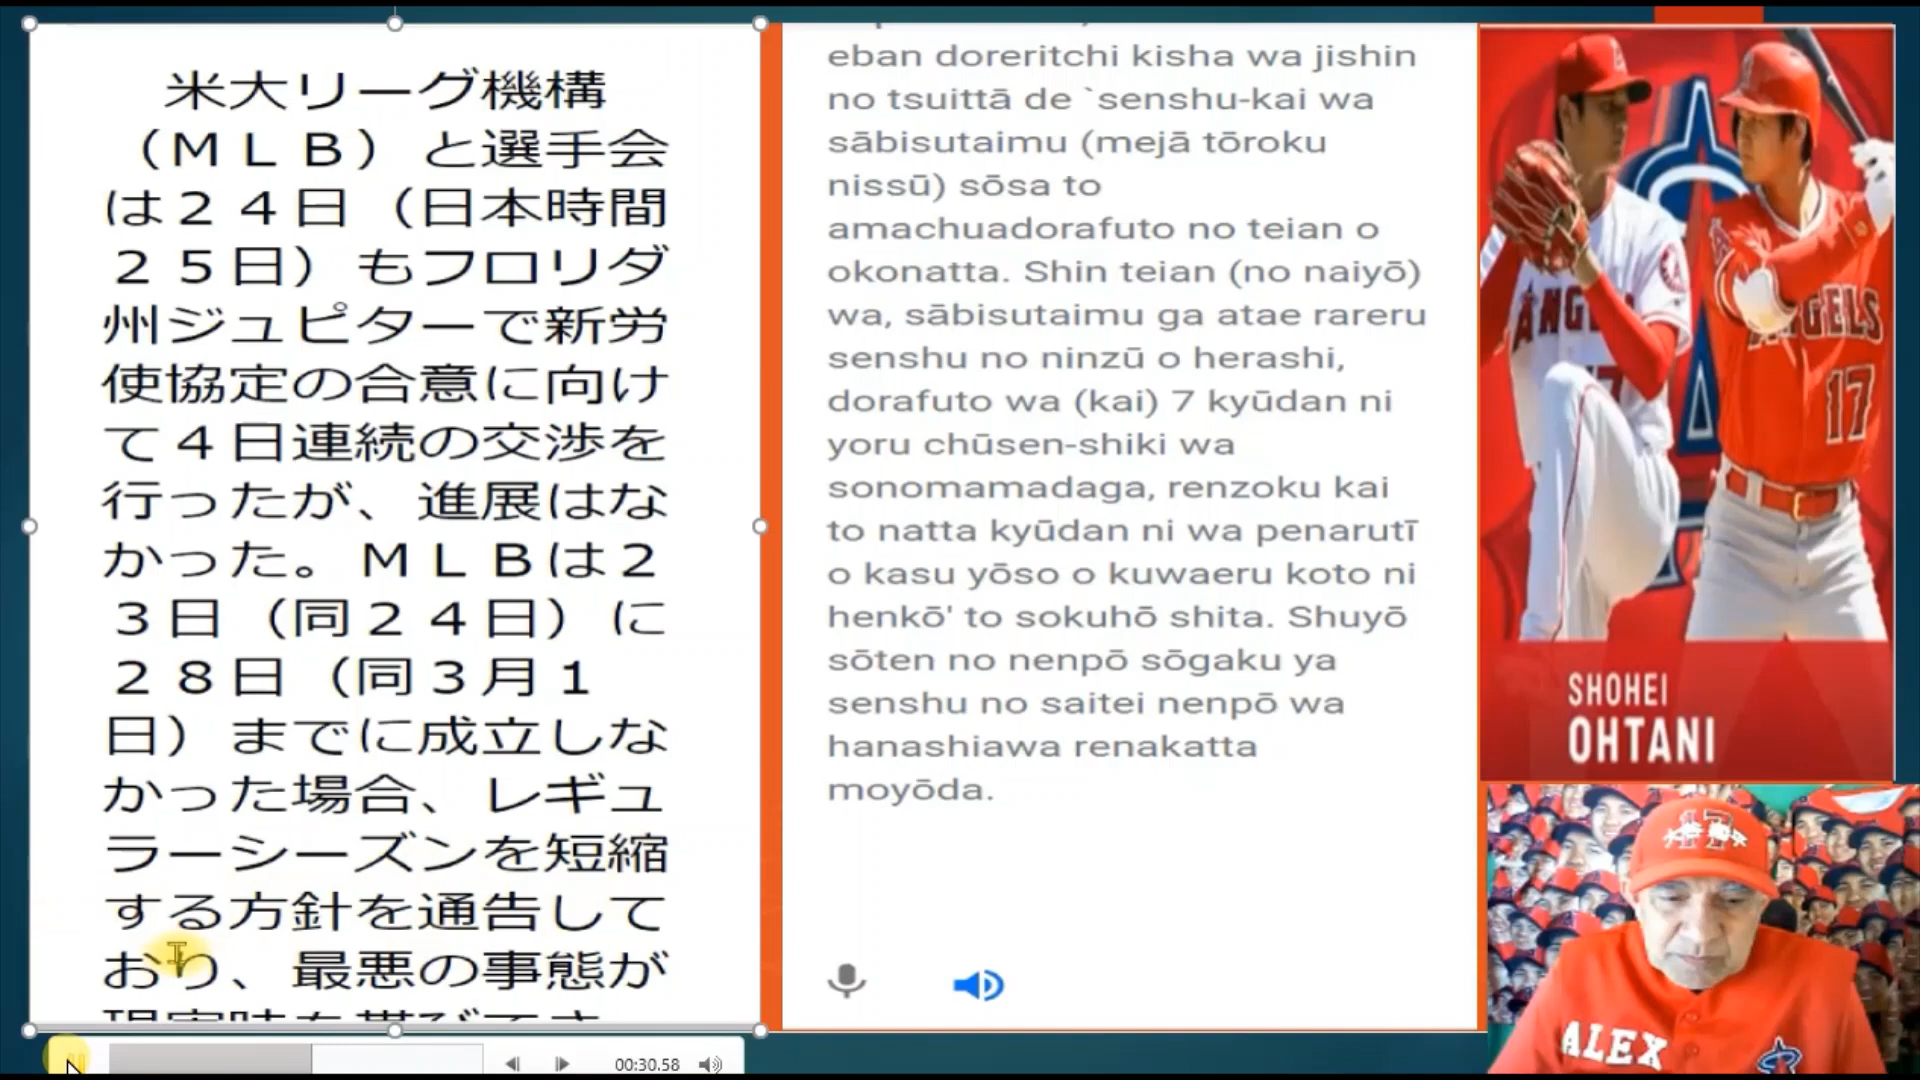 米大リーグ機構
（ＭＬＢ）と選手会
は２４日（日本時間
２５日）もフロリダ
州ジュピターで新労
使協定の合意に向け
て４日連続の交渉を
行ったが、進展はな
かった。ＭＬＢは２
３日（同２４日）に
２８日（同３月１
日）までに成立しな
かった場合、レギュ
ラーシーズンを短縮
する方針を通告して
おり、最悪の事態が
eban doreritchi kisha wa jishin
no tsuittā de `senshu-kai wa
sābisutaimu (mejā tōroku
nissū) sōsa to
amachuadorafuto no teian o
okonatta. Shin teian (no naiyō)
wa, sābisutaimu ga atae rareru
senshu no ninzū o herashi,
dorafuto wa (kai) 7 kyūdan ni
yoru chūsen-shiki wa
sonomamadaga, renzoku kai
to natta kyūdan ni wa penarutī
o kasu yōso o kuwaeru koto ni
henkō' to sokuhō shita. Shuyō
sōten no nenpō sōgaku ya
senshu no saitei nenpō wa
hanashiawa renakatta
moyōda.
ANGELS
17
SHOHEI
OHTANI
ALEX
00:30.58